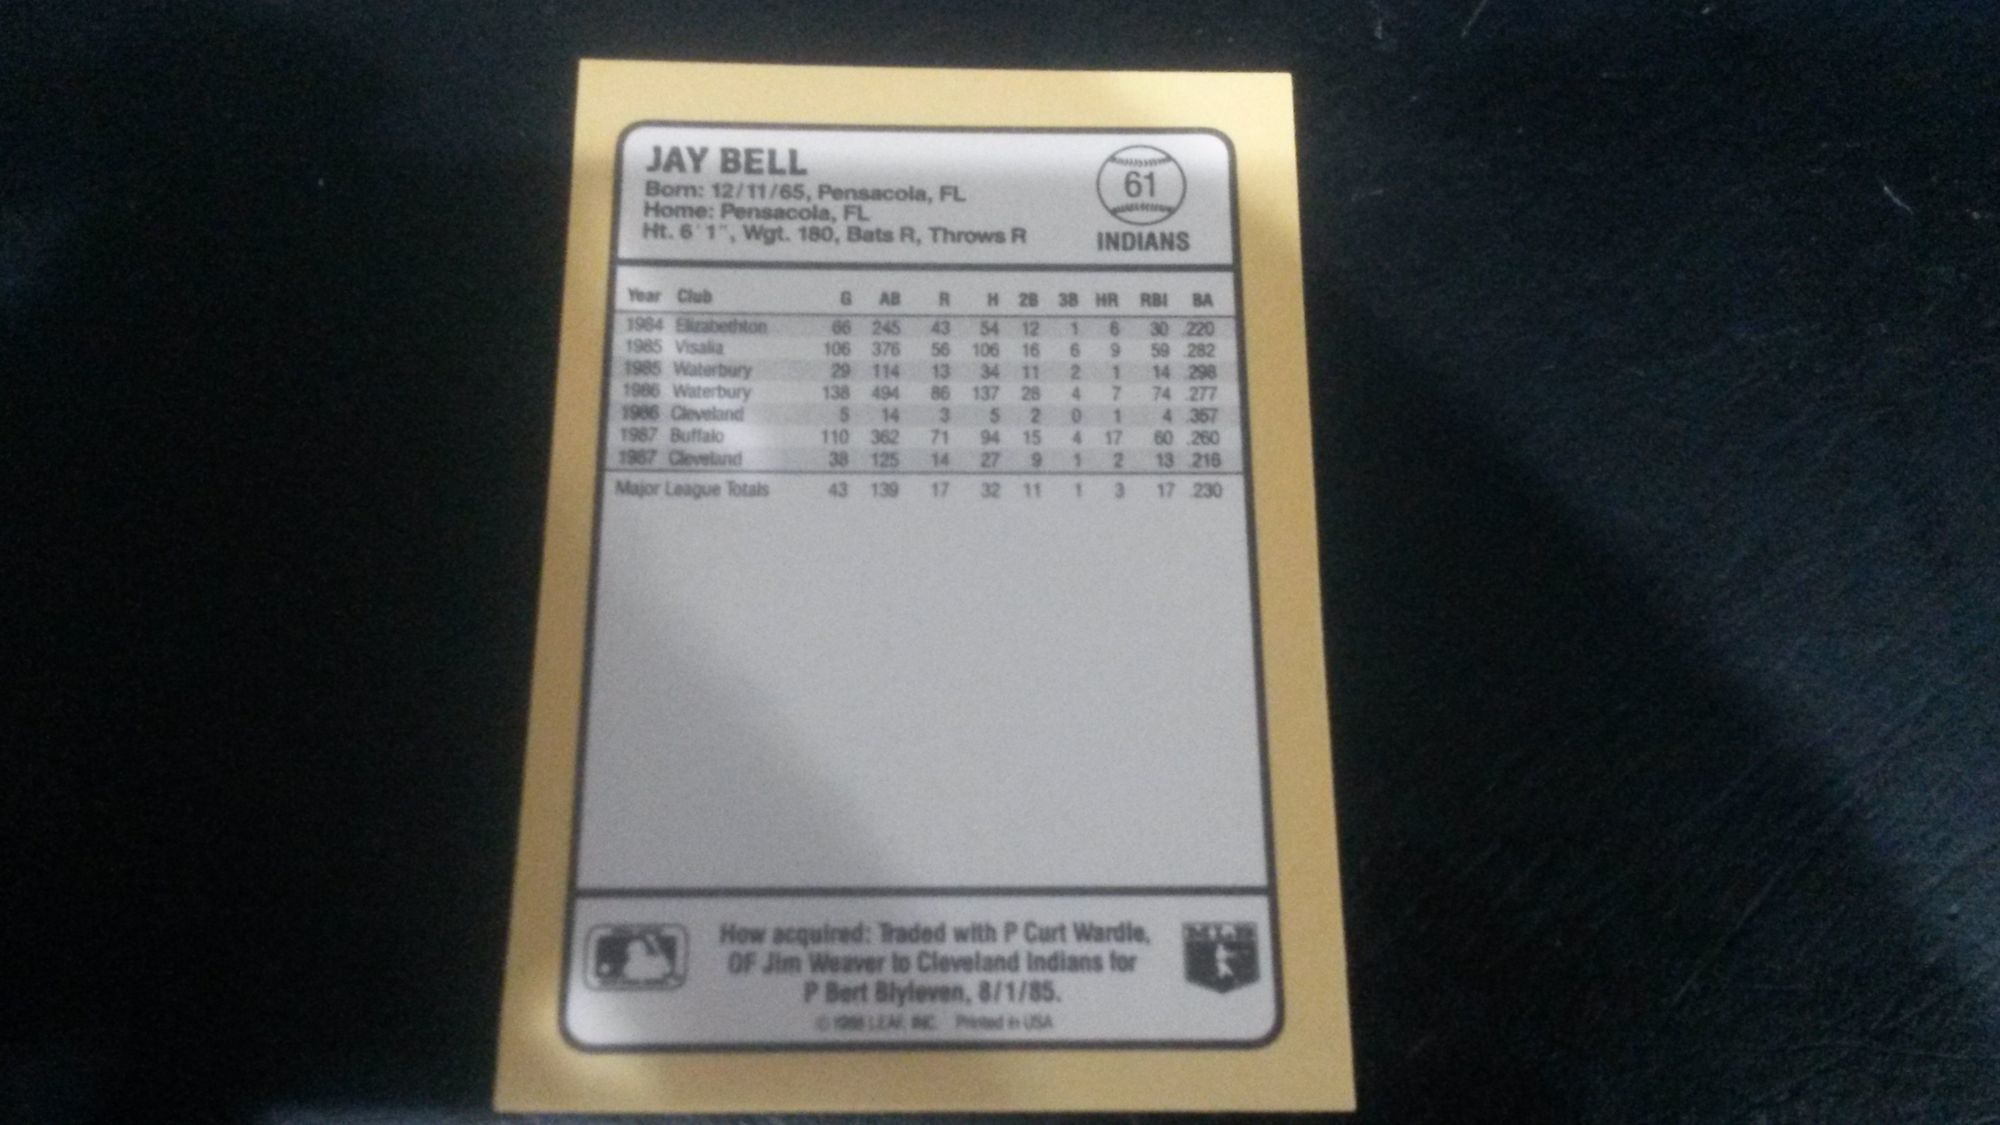 JAY BELL
Born: 12/11/65, Pensacola, FL
Home: Pensacola, FL
Ht. 6'1", Wgt. 180, Bats R, Throws R
61
INDIANS
Year Club G AB R H 2B 3B HR RBI BA
1984 Elizabethton 66 245 43 54 12 1 6 30 .220
1985 Visalia 106 376 56 106 16 6 9 59 .282
1985 Waterbury 29 114 13 34 11 2 1 14 .298
1986 Waterbury 138 494 86 137 28 4 7 74 .277
1986 Cleveland 5 14 3 5 2 0 1 4 .357
1987 Buffalo 110 362 71 94 15 4 17 60 .260
1987 Cleveland 38 125 14 27 9 1 2 13 .216
Major League Totals 43 139 17 32 11 1 3 17 .230
How acquired: Traded with P Curt Wardle,
OF Jim Weaver to Cleveland Indians for
P Bert Blyleven, 8/1/85.
© 1988 LEAF, INC. Printed in USA